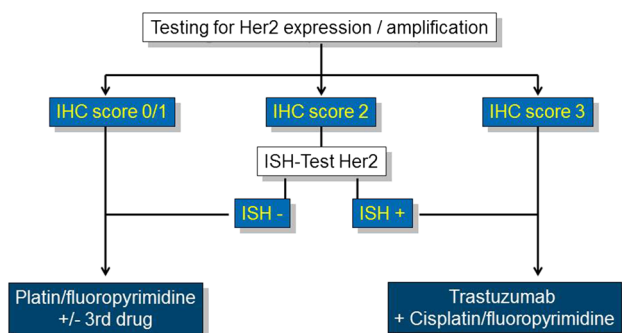 Testing for Her2 expression / amplification
IHC score 0/1
IHC score 2
IHC score 3
ISH-Test Her2
ISH -
ISH +
Platin/fluoropyrimidine
+/- 3rd drug
Trastuzumab
+ Cisplatin/fluoropyrimidine